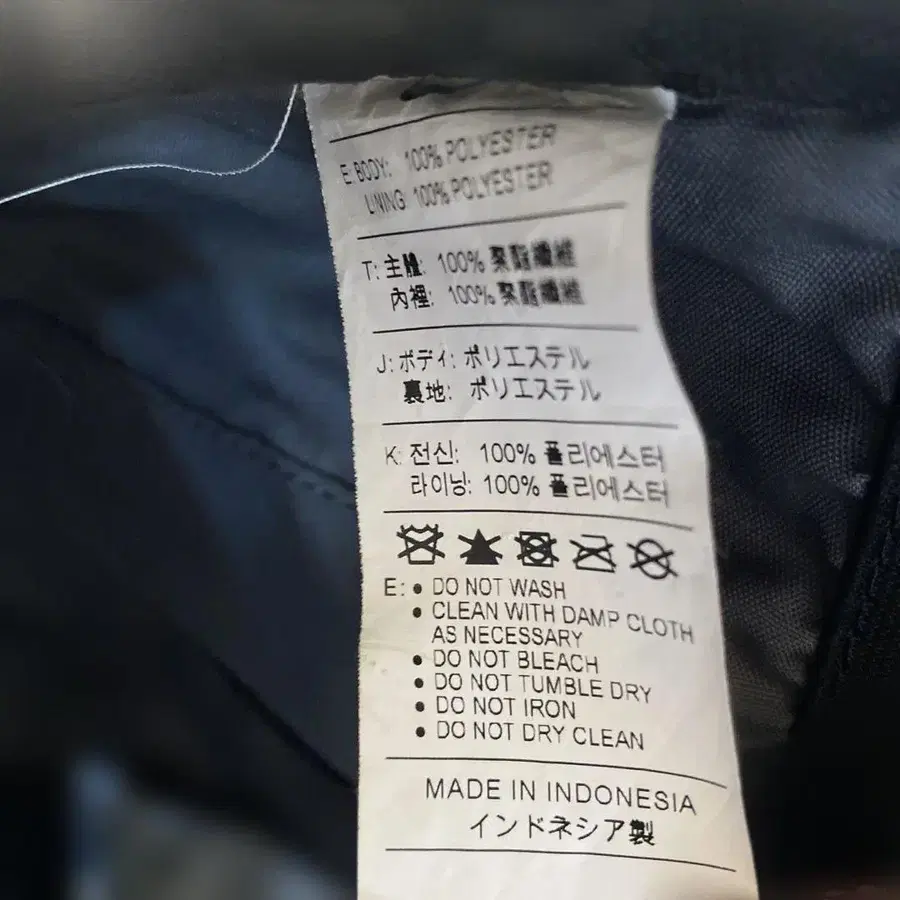 E BODY: 100% POLYESTER
LINING 100% POLYESTER
T: 主體: 100% 聚酯纖維
內裡: 100% 聚酯纖維
J: ボディ: ポリエステル
裏地: ポリエステル
K: 전신: 100% 폴리에스터
라이닝: 100% 폴리에스터
E: • DO NOT WASH
• CLEAN WITH DAMP CLOTH
AS NECESSARY
• DO NOT BLEACH
• DO NOT TUMBLE DRY
• DO NOT IRON
• DO NOT DRY CLEAN
MADE IN INDONESIA
インドネシア製